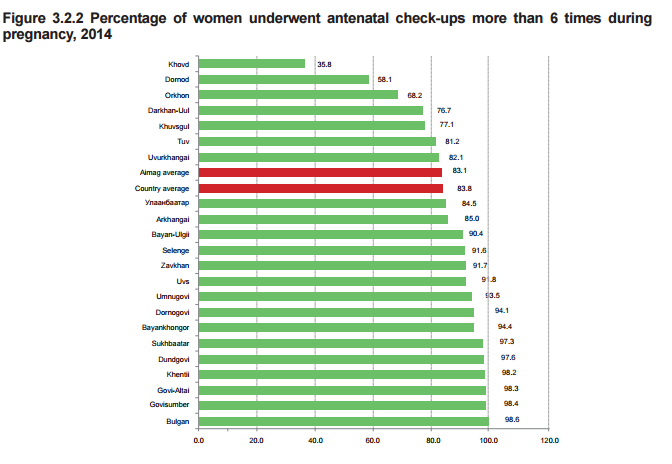 Figure 3.2.2 Percentage of women underwent antenatal check-ups more than 6 times during
pregnancy, 2014
Khovd 35.8
Dornod 58.1
Orkhon 68.2
Darkhan-Uul 76.7
Khuvsgul 77.1
Tuv 81.2
Uvurkhangai 82.1
Aimag average 83.1
Country average 83.8
Улаанбаатар 84.5
Arkhangai 85.0
Bayan-Ulgii 90.4
Selenge 91.6
Zavkhan 91.7
Uvs 91.8
Umnugovi 93.5
Dornogovi 94.1
Bayankhongor 94.4
Sukhbaatar 97.3
Dundgovi 97.6
Khentii 98.2
Govi-Altai 98.3
Govisumber 98.4
Bulgan 98.6
0.0 20.0 40.0 60.0 80.0 100.0 120.0